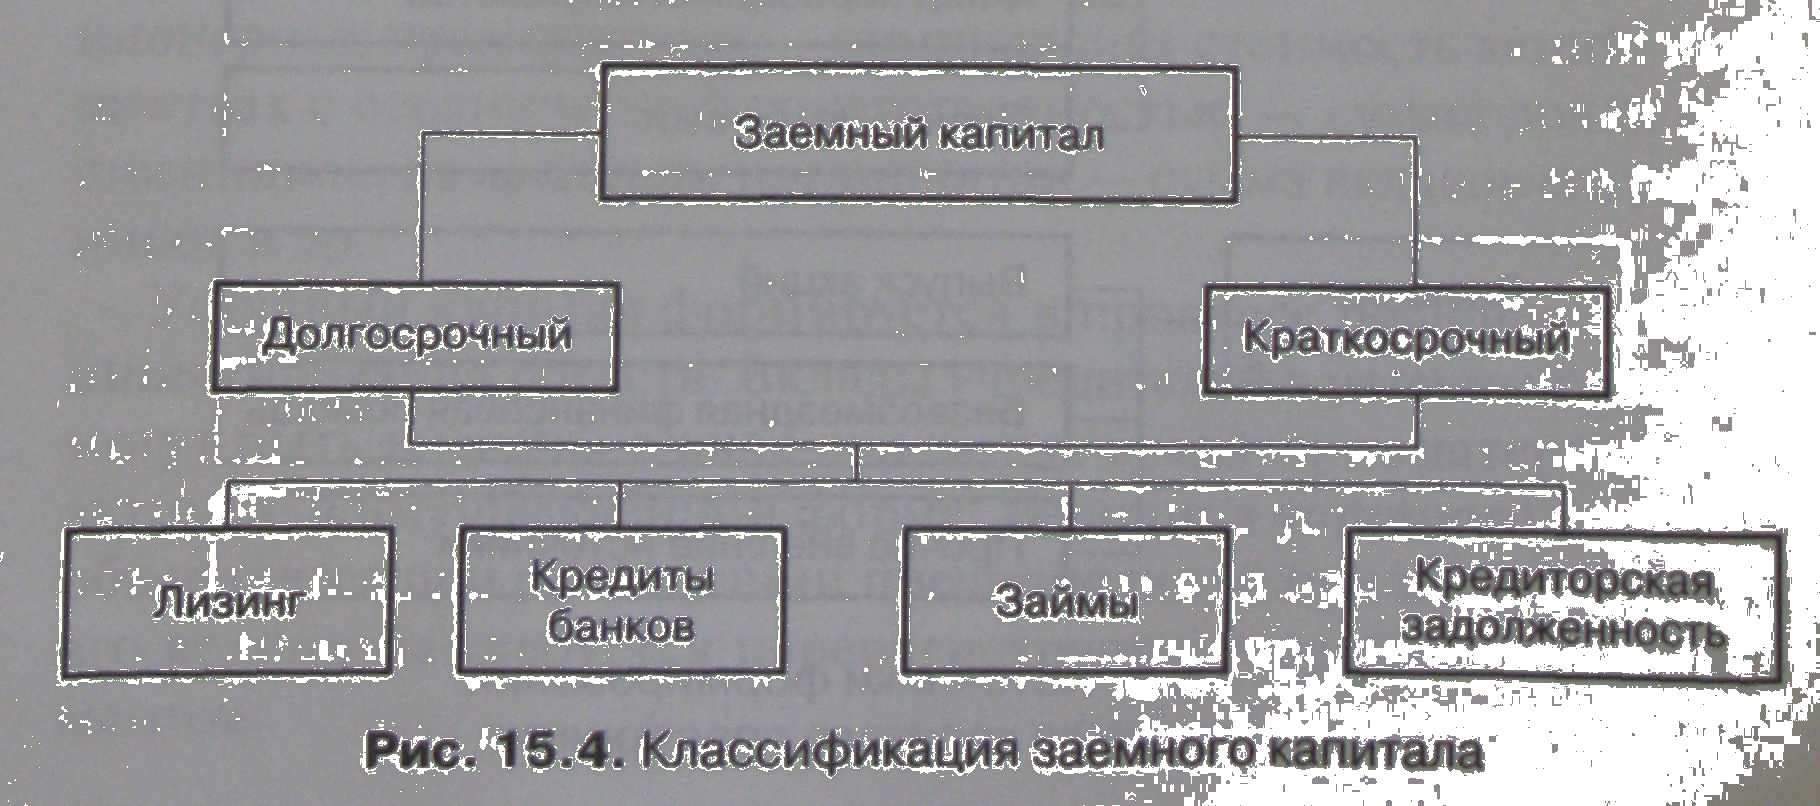 Заемный капитал
Долгосрочный
Краткосрочный
Лизинг
Кредиты
банков
Займы
Кредиторская
задолженность
Рис. 15.4. Классификация заемного капитала